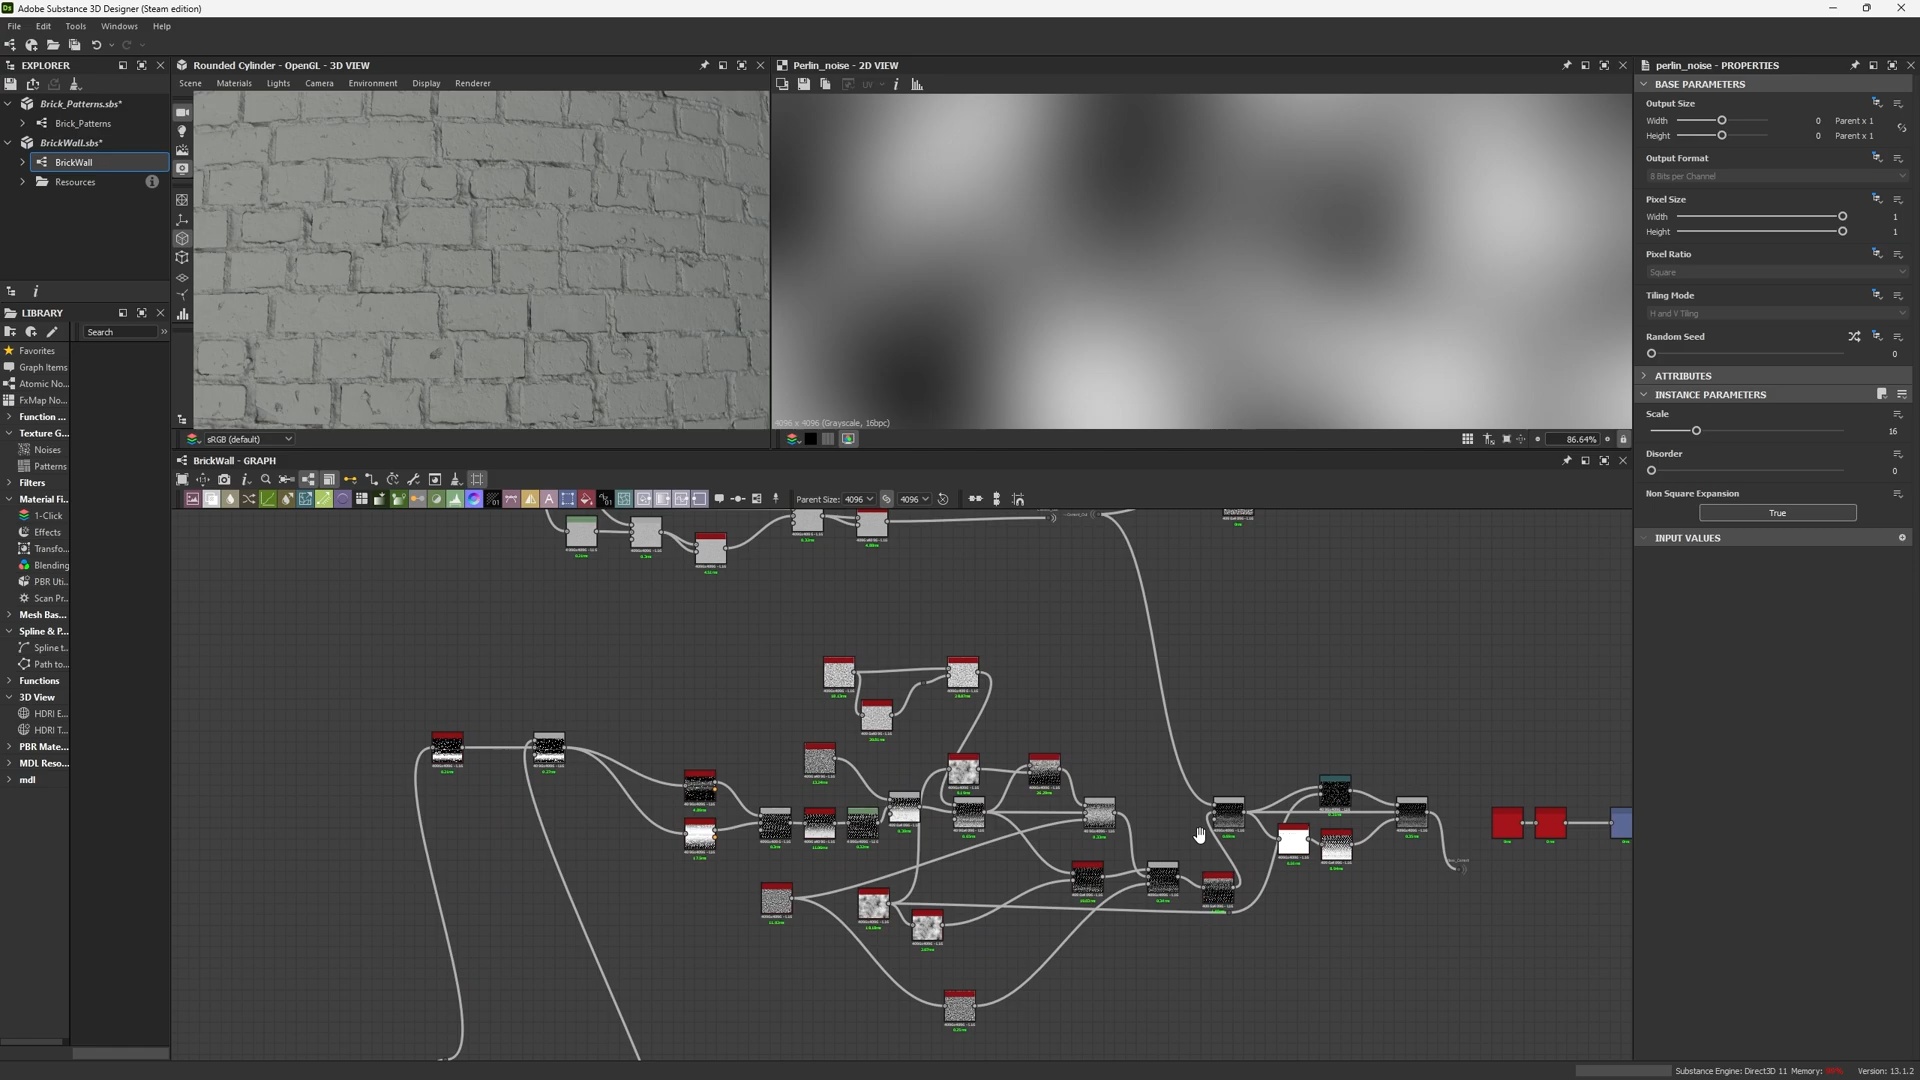 Adobe Substance 3D Designer (Steam edition)
File Edit Tools Windows Help
EXPLORER
Brick_Patterns.sbs*
Brick_Patterns
BrickWall.sbs*
BrickWall
Resources
LIBRARY
Search
Favorites
Graph Items
Atomic No...
FxMap No...
Function ...
Texture G...
Noises
Patterns
Filters
Material Fi...
1-Click
Effects
Transfo...
Blending
PBR Uti...
Scan Pr...
Mesh Bas...
Spline & P...
Spline t...
Path to...
Functions
3D View
HDRI E...
HDRI T...
PBR Mate...
MDL Reso...
mdl
Rounded Cylinder - OpenGL - 3D VIEW
Scene Materials Lights Camera Environment Display Renderer
sRGB (default)
Perlin_noise - 2D VIEW
UV
4096 x 4096 (Grayscale, 16bpc)
86.64%
BrickWall - GRAPH
Parent Size: 4096 4096
perlin_noise - PROPERTIES
BASE PARAMETERS
Output Size
Width 0 Parent x 1
Height 0 Parent x 1
Output Format
8 Bits per Channel
Pixel Size
Width 1
Height 1
Pixel Ratio
Square
Tiling Mode
H and V Tiling
Random Seed
0
ATTRIBUTES
INSTANCE PARAMETERS
Scale
16
Disorder
0
Non Square Expansion
True
INPUT VALUES
Substance Engine: Direct3D 11 Memory: Version: 13.1.2